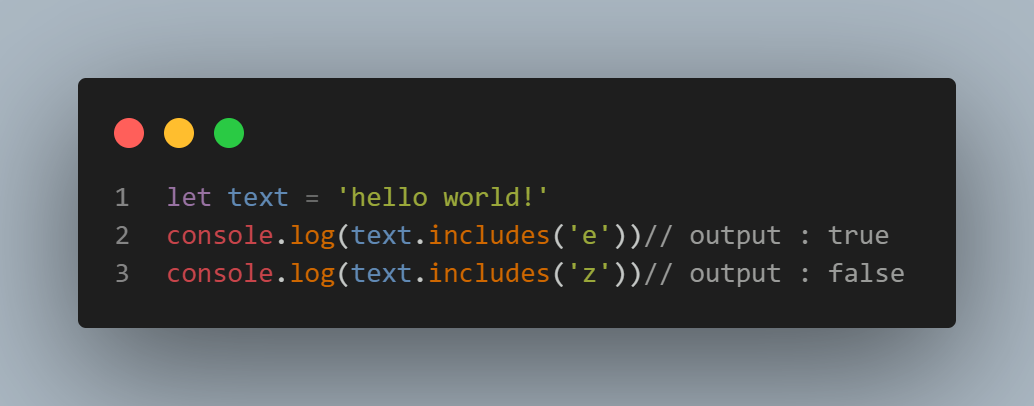 1 let text = 'hello world!'
2 console.log(text.includes('e'))// output : true
3 console.log(text.includes('z'))// output : false